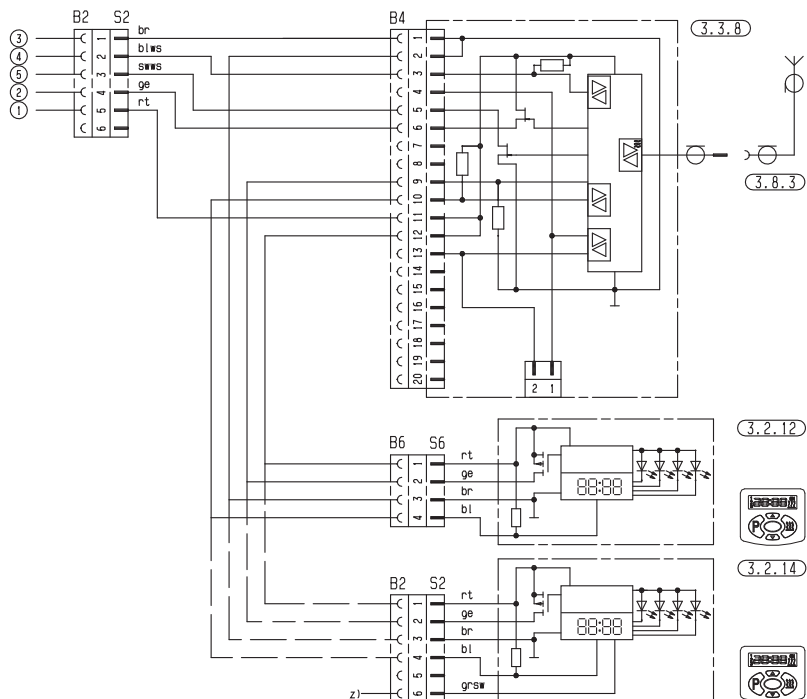 B2 S2
B4
3.3.8
3 1 br
4 2 blws
5 3 swws
2 4 ge
1 5 rt
6
1
2
3
4
5
6
7
8
9
10
11
12
13
14
15
16
17
18
19
20
3.8.3
2 1
B6 S6
3.2.12
1 rt
2 ge
3 br
4 bl
88:88
P
3.2.14
B2 S2
1 rt
2 ge
3 br
4 bl
5
z) 6 grsw
88:88
P